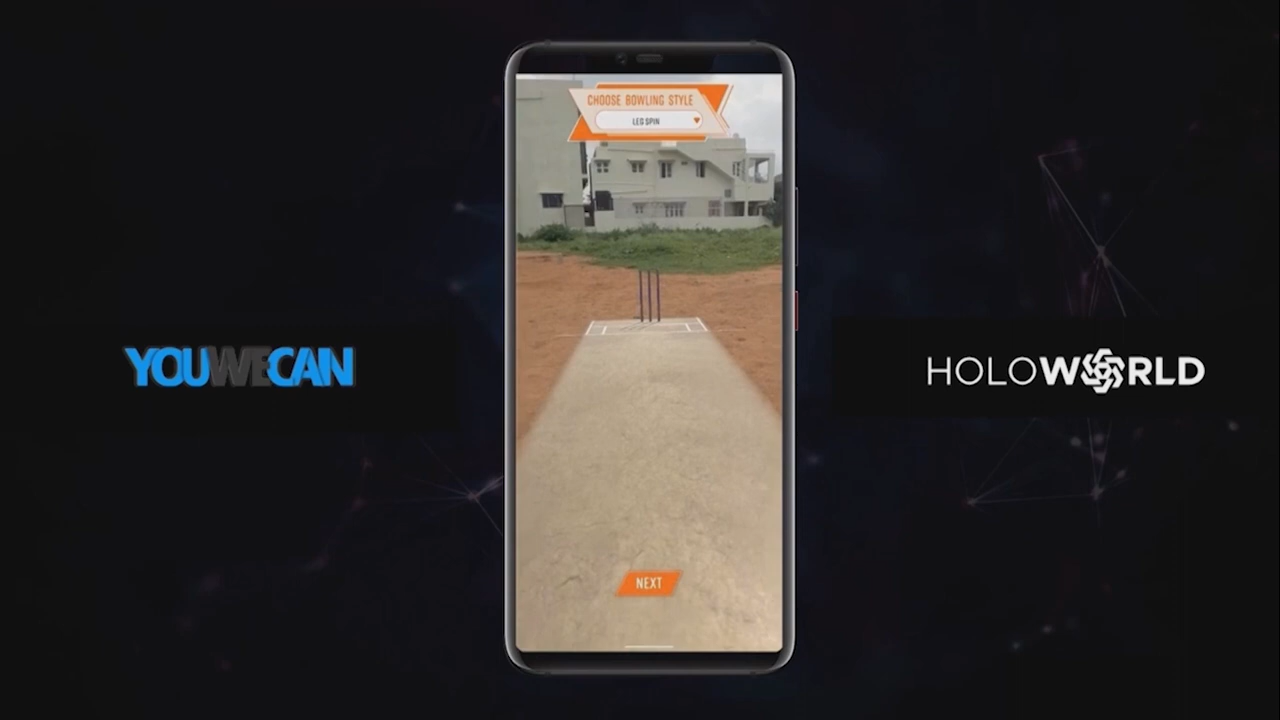 CHOOSE BOWLING STYLE
LEG SPIN
YOUWECAN
HOLOWORLD
NEXT